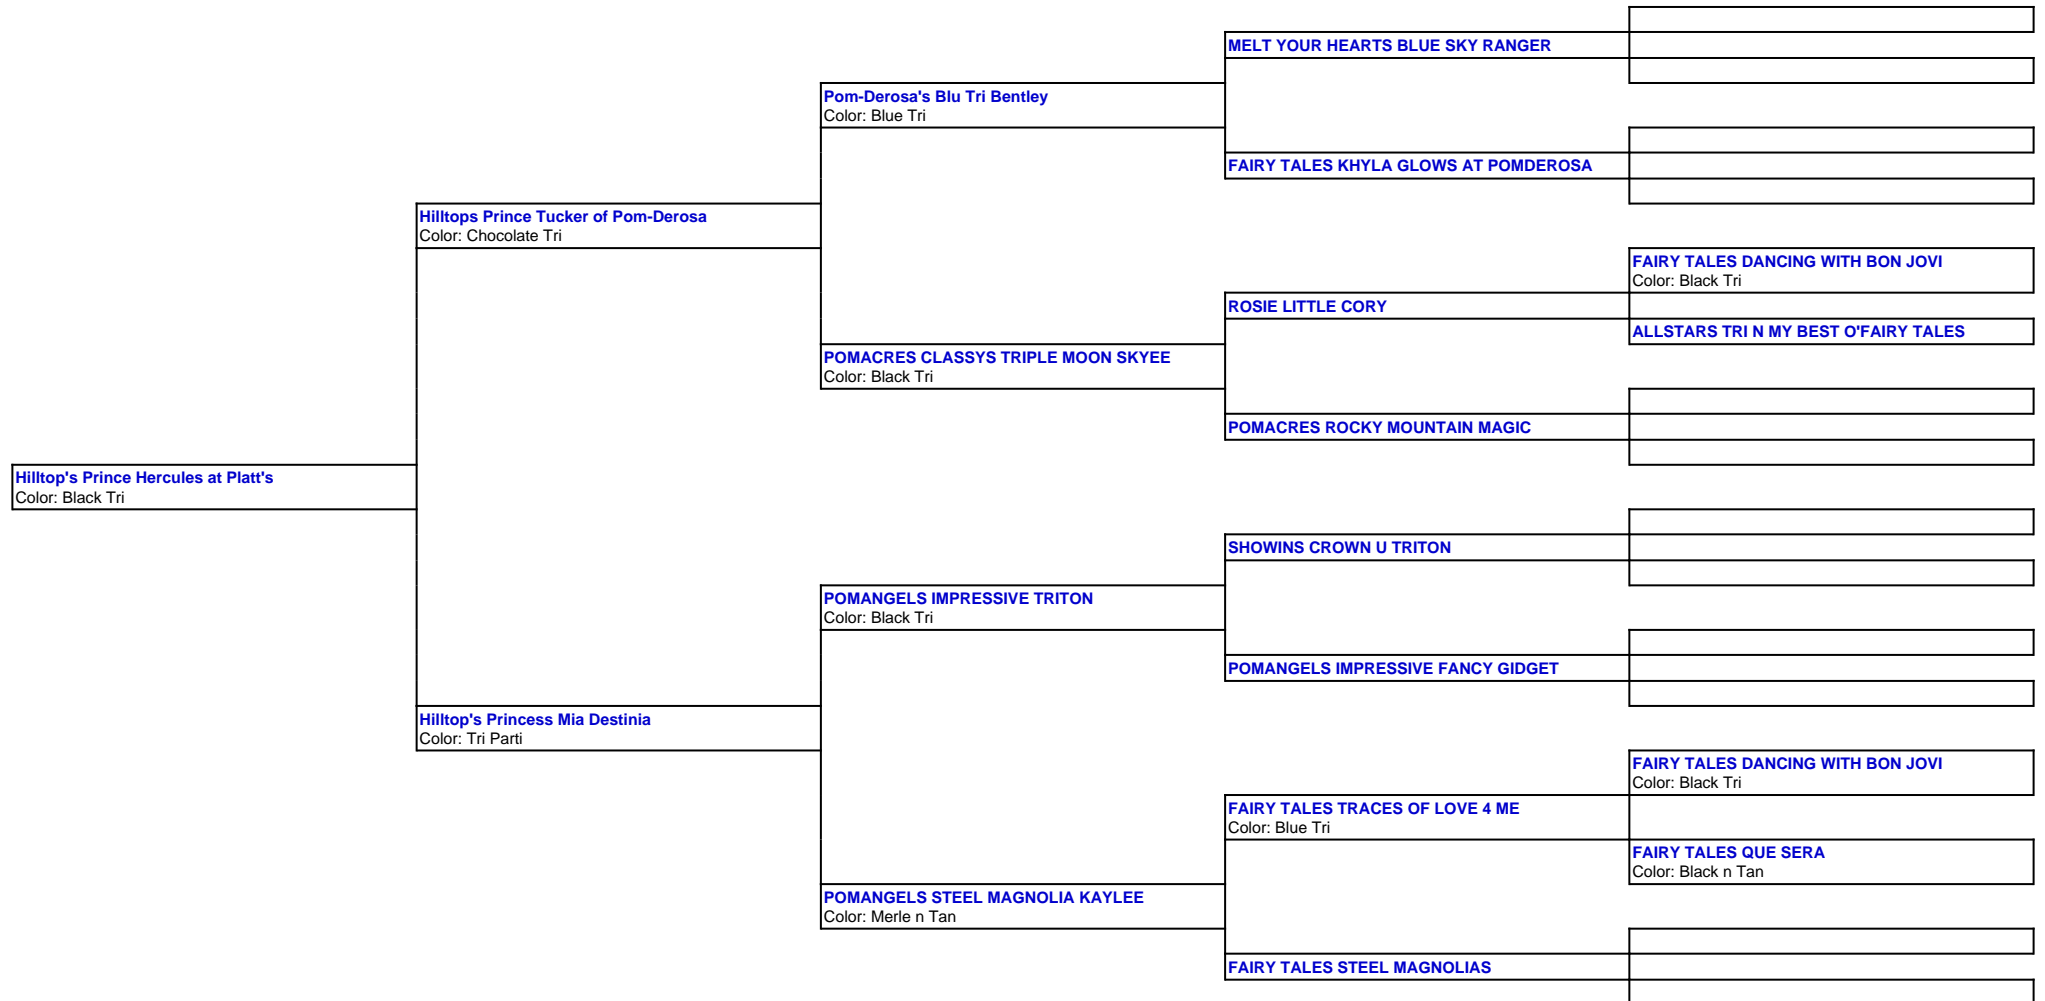 MELT YOUR HEARTS BLUE SKY RANGER
Pom-Derosa's Blu Tri Bentley
Color: Blue Tri
FAIRY TALES KHYLA GLOWS AT POMDEROSA
Hilltops Prince Tucker of Pom-Derosa
Color: Chocolate Tri
FAIRY TALES DANCING WITH BON JOVI
Color: Black Tri
ROSIE LITTLE CORY
ALLSTARS TRI N MY BEST O'FAIRY TALES
POMACRES CLASSYS TRIPLE MOON SKYEE
Color: Black Tri
POMACRES ROCKY MOUNTAIN MAGIC
Hilltop's Prince Hercules at Platt's
Color: Black Tri
SHOWINS CROWN U TRITON
POMANGELS IMPRESSIVE TRITON
Color: Black Tri
POMANGELS IMPRESSIVE FANCY GIDGET
Hilltop's Princess Mia Destinia
Color: Tri Parti
FAIRY TALES DANCING WITH BON JOVI
Color: Black Tri
FAIRY TALES TRACES OF LOVE 4 ME
Color: Blue Tri
FAIRY TALES QUE SERA
Color: Black n Tan
POMANGELS STEEL MAGNOLIA KAYLEE
Color: Merle n Tan
FAIRY TALES STEEL MAGNOLIAS